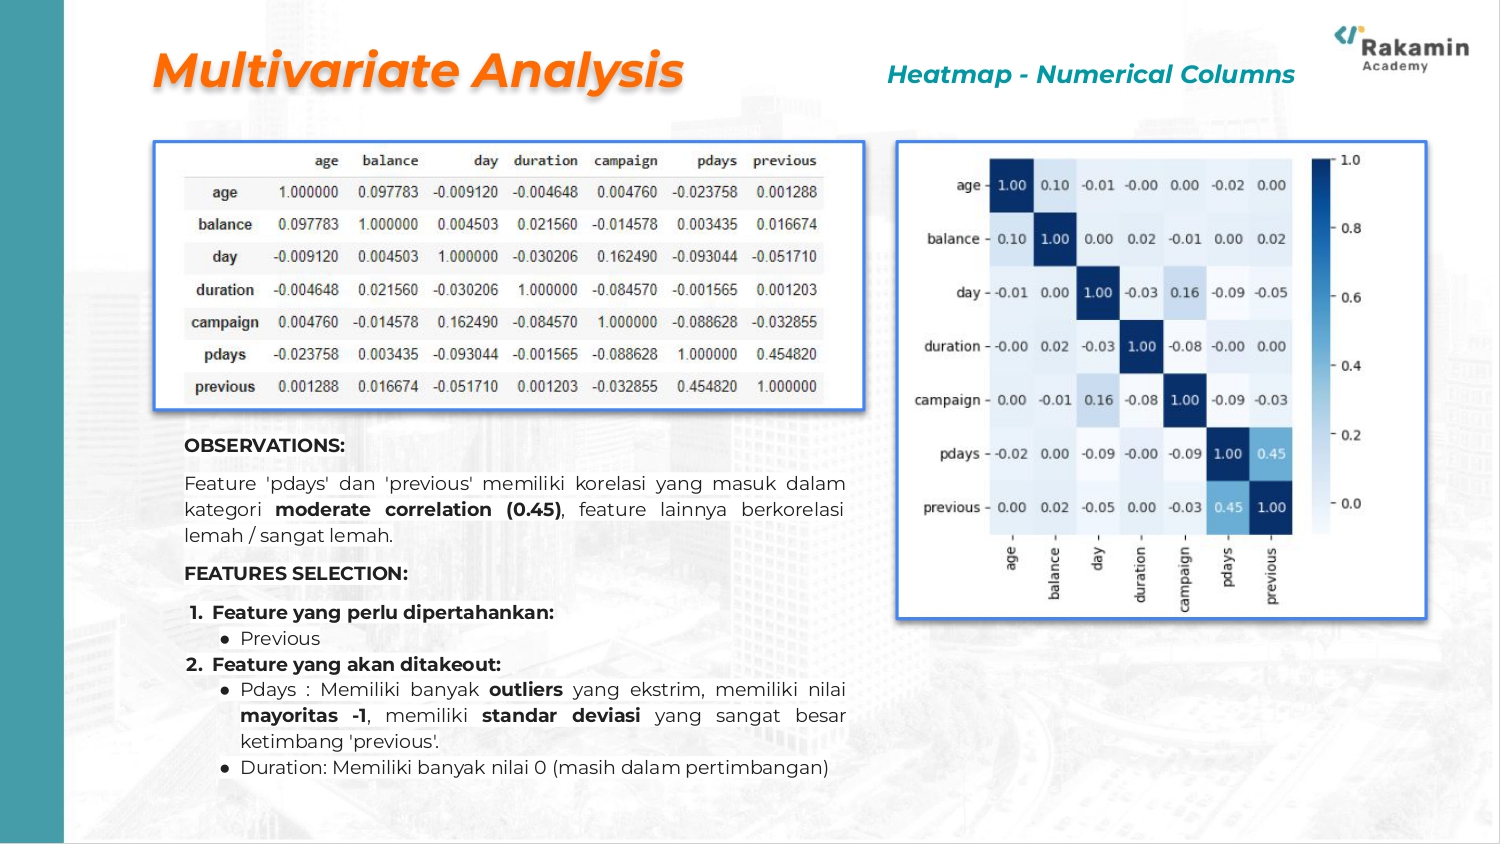 Multivariate Analysis
Heatmap - Numerical Columns
Rakamin
Academy
age balance day duration campaign pdays previous
age 1.000000 0.097783 -0.009120 -0.004648 0.004760 -0.023758 0.001288
balance 0.097783 1.000000 0.004503 0.021560 -0.014578 0.003435 0.016674
day -0.009120 0.004503 1.000000 -0.030206 0.162490 -0.093044 -0.051710
duration -0.004648 0.021560 -0.030206 1.000000 -0.084570 -0.001565 0.001203
campaign 0.004760 -0.014578 0.162490 -0.084570 1.000000 -0.088628 -0.032855
pdays -0.023758 0.003435 -0.093044 -0.001565 -0.088628 1.000000 0.454820
previous 0.001288 0.016674 -0.051710 0.001203 -0.032855 0.454820 1.000000
OBSERVATIONS:
Feature 'pdays' dan 'previous' memiliki korelasi yang masuk dalam
kategori moderate correlation (0.45), feature lainnya berkorelasi
lemah / sangat lemah.
FEATURES SELECTION:
1. Feature yang perlu dipertahankan:
● Previous
2. Feature yang akan ditakeout:
● Pdays : Memiliki banyak outliers yang ekstrim, memiliki nilai
mayoritas -1, memiliki standar deviasi yang sangat besar
ketimbang 'previous'.
● Duration: Memiliki banyak nilai 0 (masih dalam pertimbangan)
age 1.00 0.10 -0.01 -0.00 0.00 -0.02 0.00
balance 0.10 1.00 0.00 0.02 -0.01 0.00 0.02
day -0.01 0.00 1.00 -0.03 0.16 -0.09 -0.05
duration -0.00 0.02 -0.03 1.00 -0.08 -0.00 0.00
campaign 0.00 -0.01 0.16 -0.08 1.00 -0.09 -0.03
pdays -0.02 0.00 -0.09 -0.00 -0.09 1.00 0.45
previous 0.00 0.02 -0.05 0.00 -0.03 0.45 1.00
age balance day duration campaign pdays previous
1.0
0.8
0.6
0.4
0.2
0.0